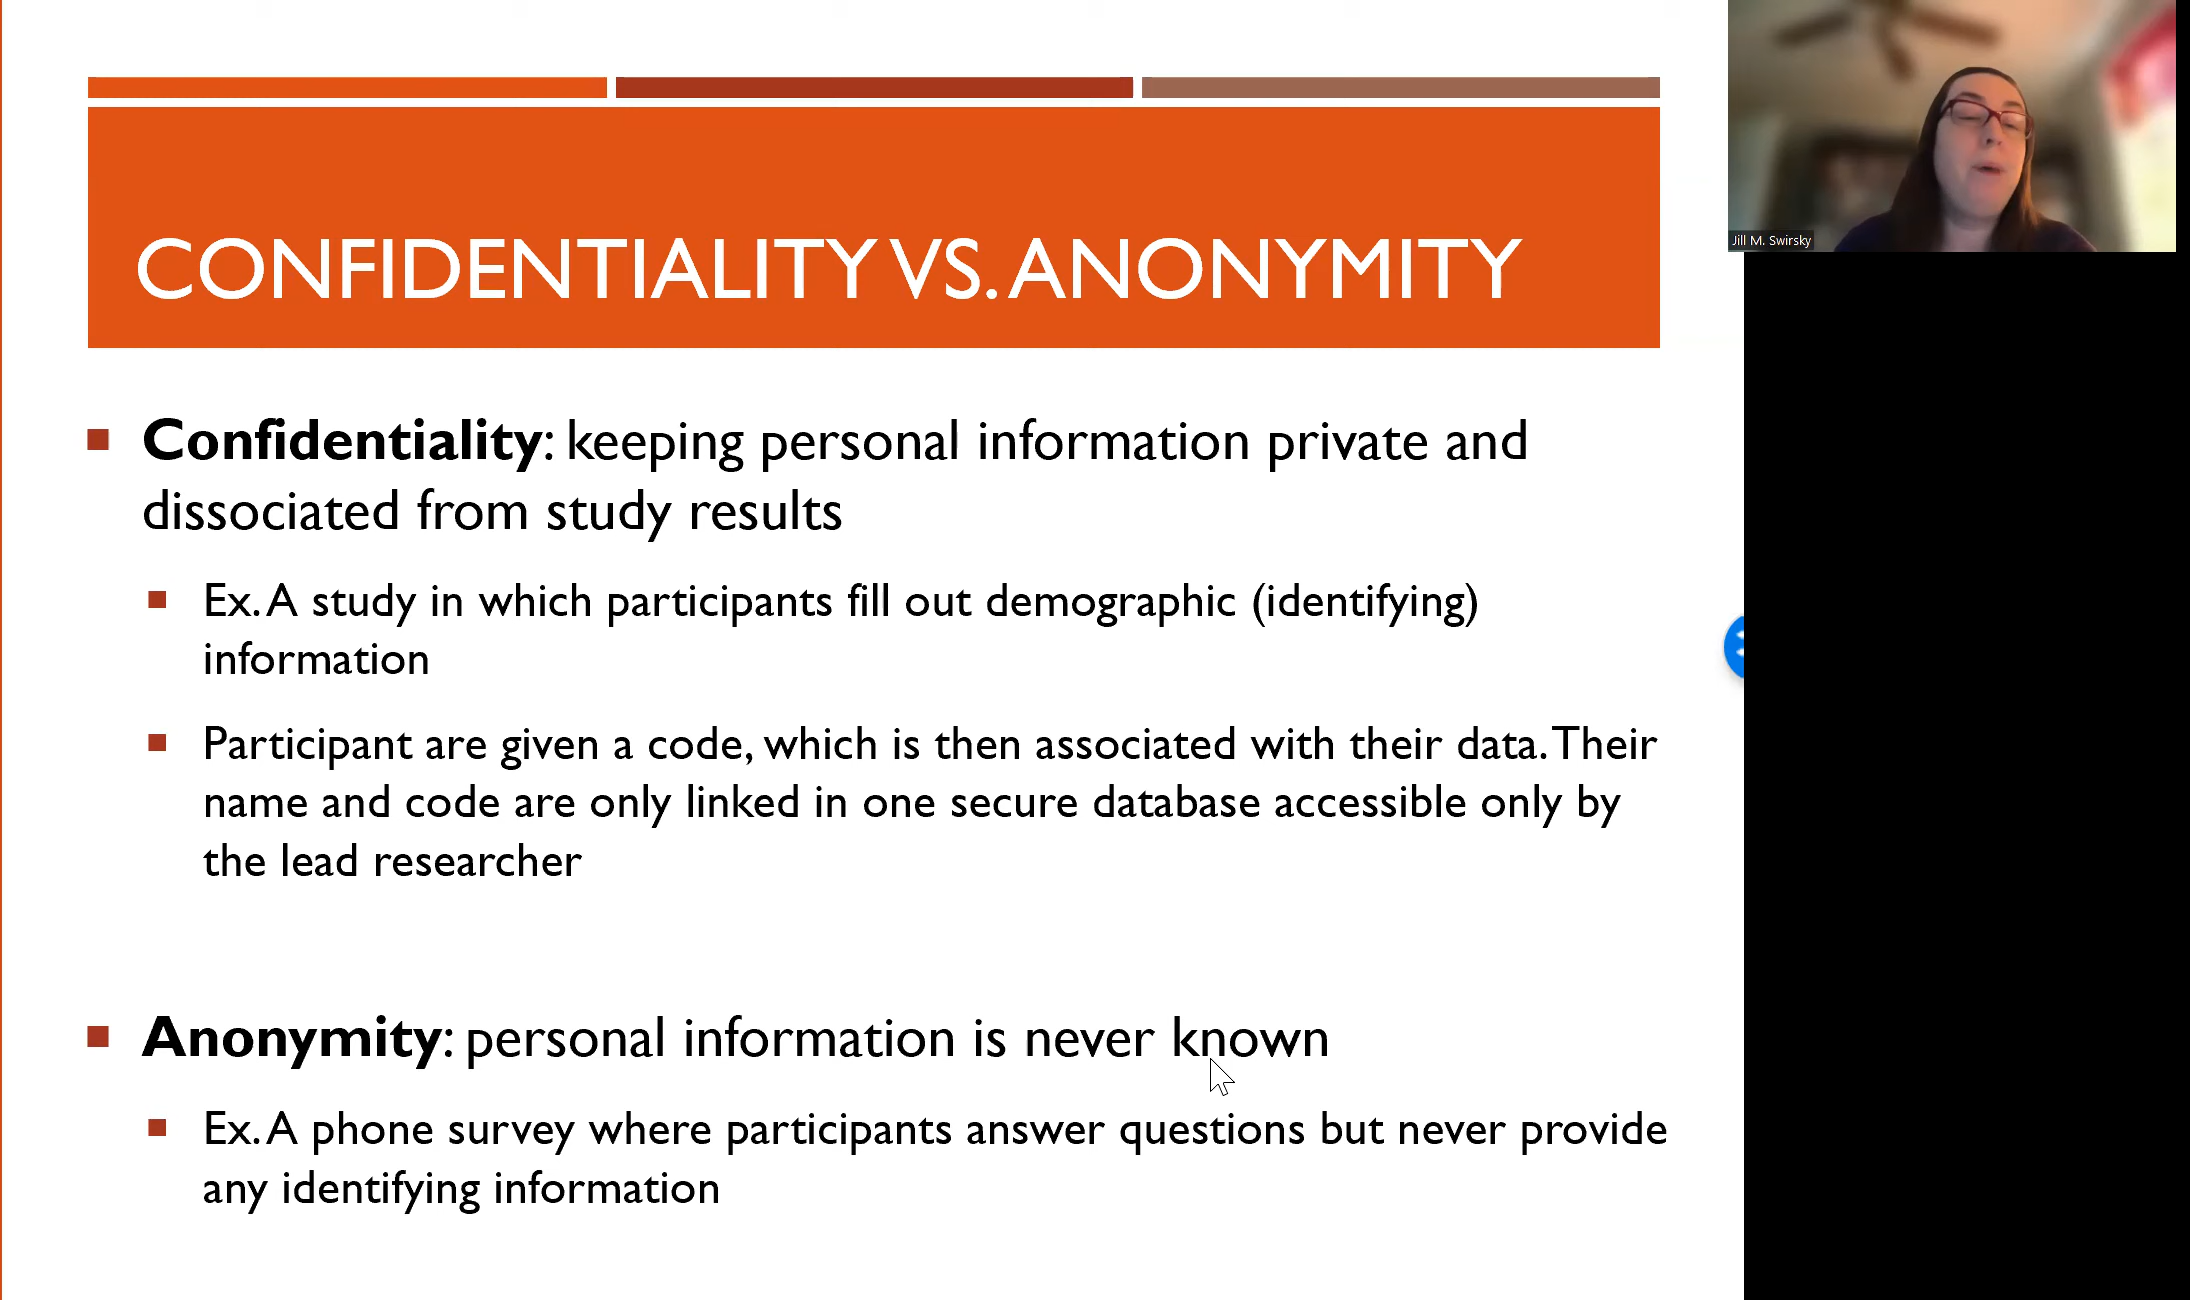 CONFIDENTIALITY VS. ANONYMITY
Jill M. Swirsky
Confidentiality: keeping personal information private and
dissociated from study results
Ex. A study in which participants fill out demographic (identifying)
information
Participant are given a code, which is then associated with their data. Their
name and code are only linked in one secure database accessible only by
the lead researcher
Anonymity: personal information is never known
Ex. A phone survey where participants answer questions but never provide
any identifying information